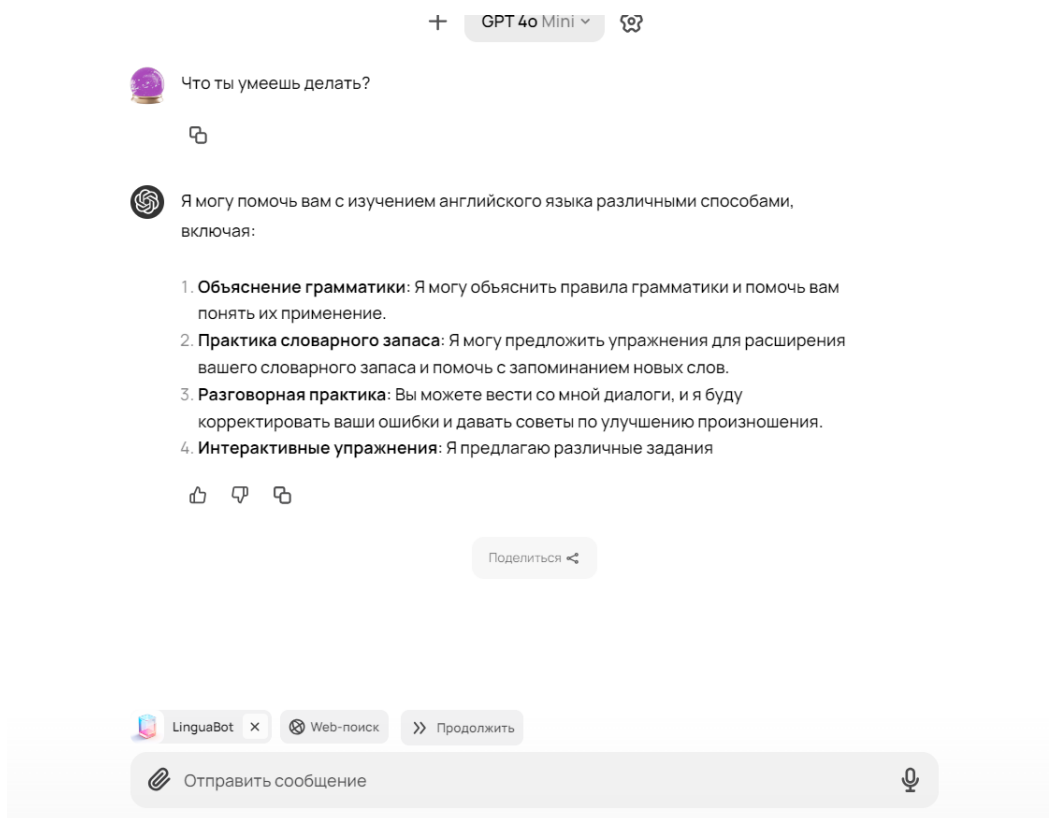 GPT 4o Mini
Что ты умеешь делать?
Я могу помочь вам с изучением английского языка различными способами,
включая:
1. Объяснение грамматики: Я могу объяснить правила грамматики и помочь вам
понять их применение.
2. Практика словарного запаса: Я могу предложить упражнения для расширения
вашего словарного запаса и помочь с запоминанием новых слов.
3. Разговорная практика: Вы можете вести со мной диалоги, и я буду
корректировать ваши ошибки и давать советы по улучшению произношения.
4. Интерактивные упражнения: Я предлагаю различные задания
Поделиться
LinguaBot Web-поиск Продолжить
Отправить сообщение